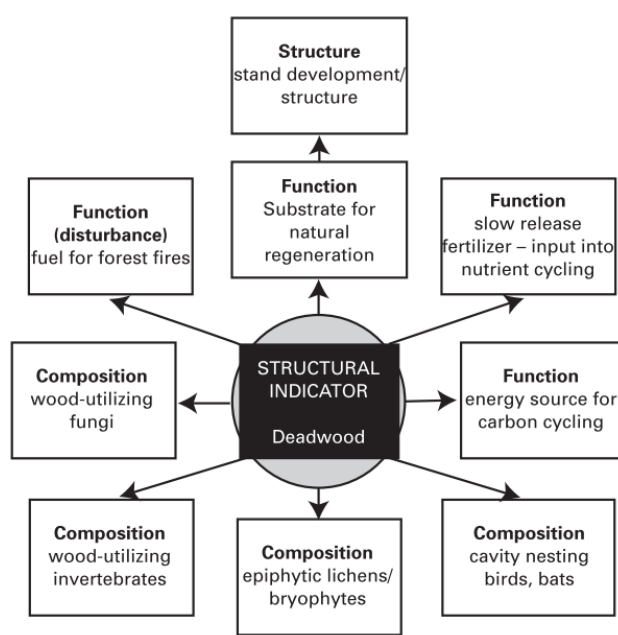 Structure
stand development/
structure
Function
(disturbance)
fuel for forest fires
Function
Substrate for
natural
regeneration
Function
slow release
fertilizer – input into
nutrient cycling
Composition
wood-utilizing
fungi
STRUCTURAL
INDICATOR
Deadwood
Function
energy source for
carbon cycling
Composition
wood-utilizing
invertebrates
Composition
epiphytic lichens/
bryophytes
Composition
cavity nesting
birds, bats